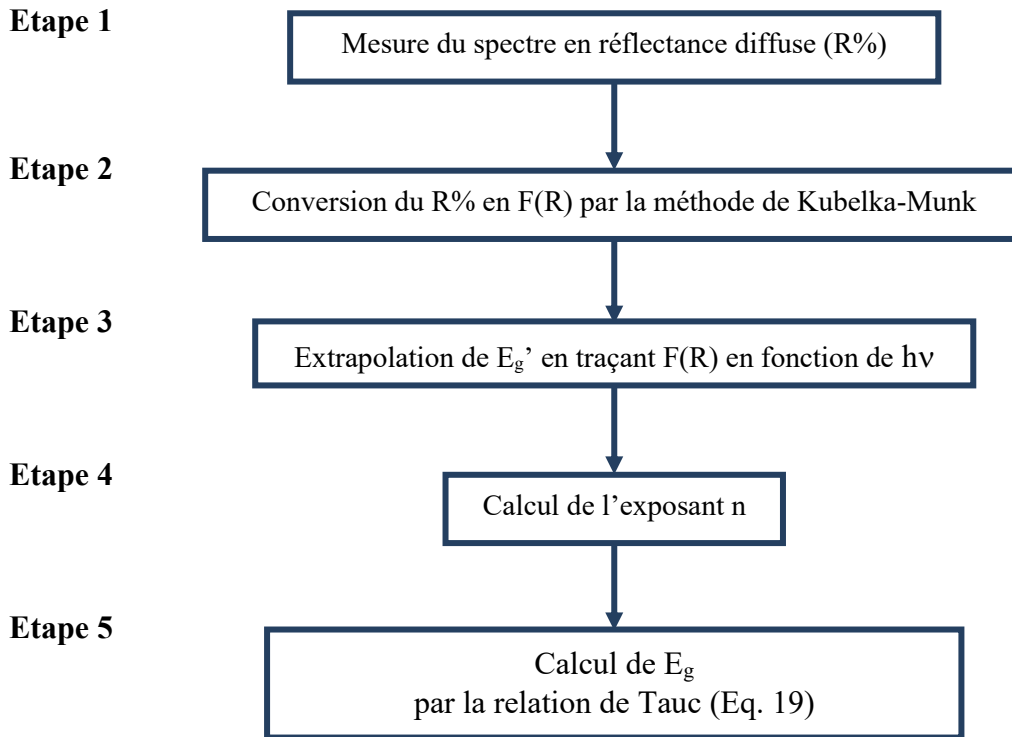 Etape 1
Mesure du spectre en réflectance diffuse (R%)
Etape 2
Conversion du R% en F(R) par la méthode de Kubelka-Munk
Etape 3
Extrapolation de Eg’ en traçant F(R) en fonction de hν
Etape 4
Calcul de l’exposant n
Etape 5
Calcul de Eg
par la relation de Tauc (Eq. 19)